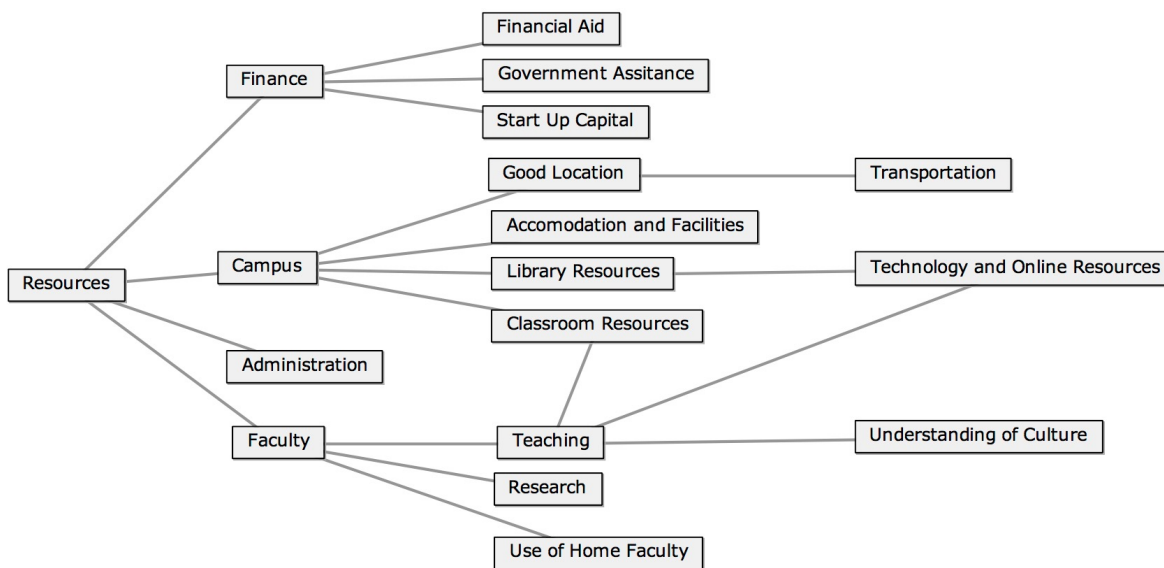 Financial Aid
Finance
Government Assitance
Start Up Capital
Good Location
Transportation
Accomodation and Facilities
Campus
Library Resources
Technology and Online Resources
Resources
Classroom Resources
Administration
Faculty
Teaching
Understanding of Culture
Research
Use of Home Faculty